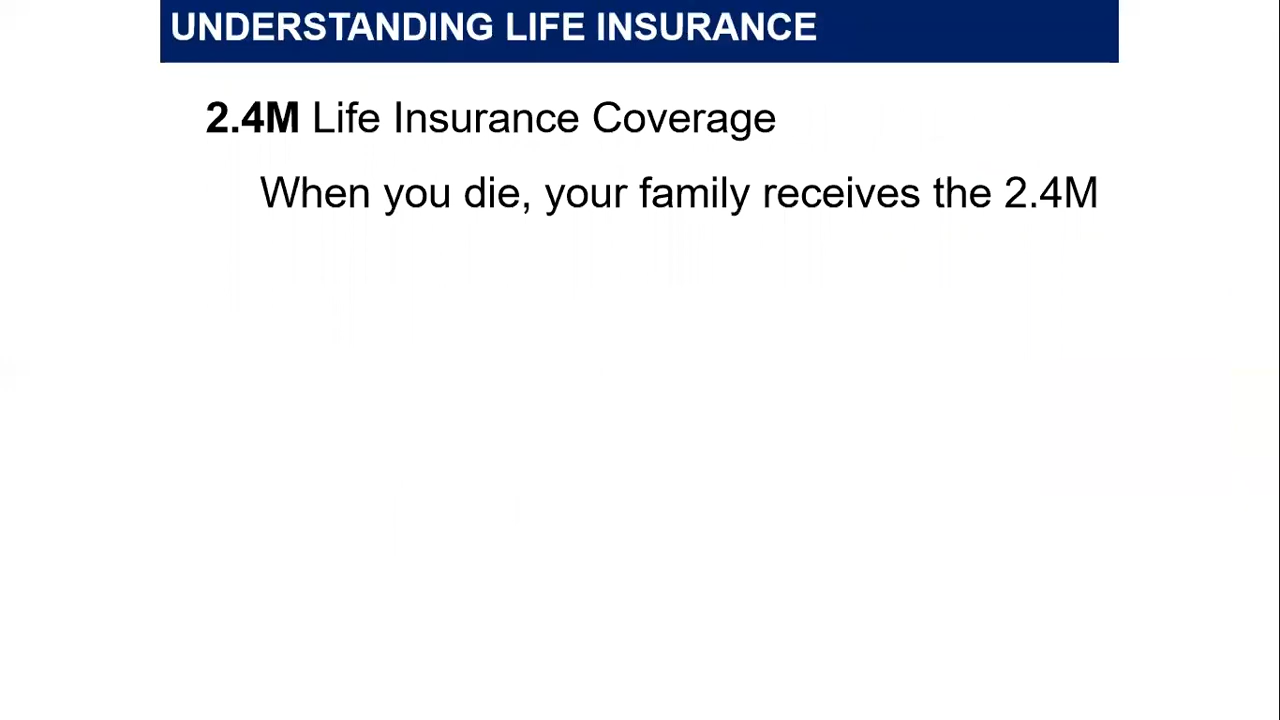 UNDERSTANDING LIFE INSURANCE
2.4M Life Insurance Coverage
When you die, your family receives the 2.4M